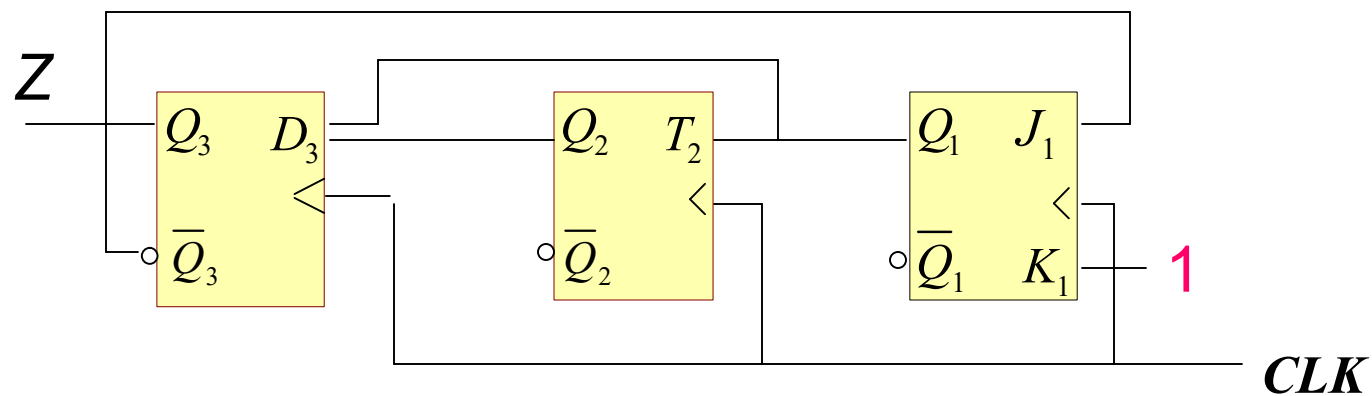 Z
Q₃ D₃ Q₂ T₂ Q₁ J₁
Q̅₃ Q̅₂ Q̅₁ K₁ 1
CLK